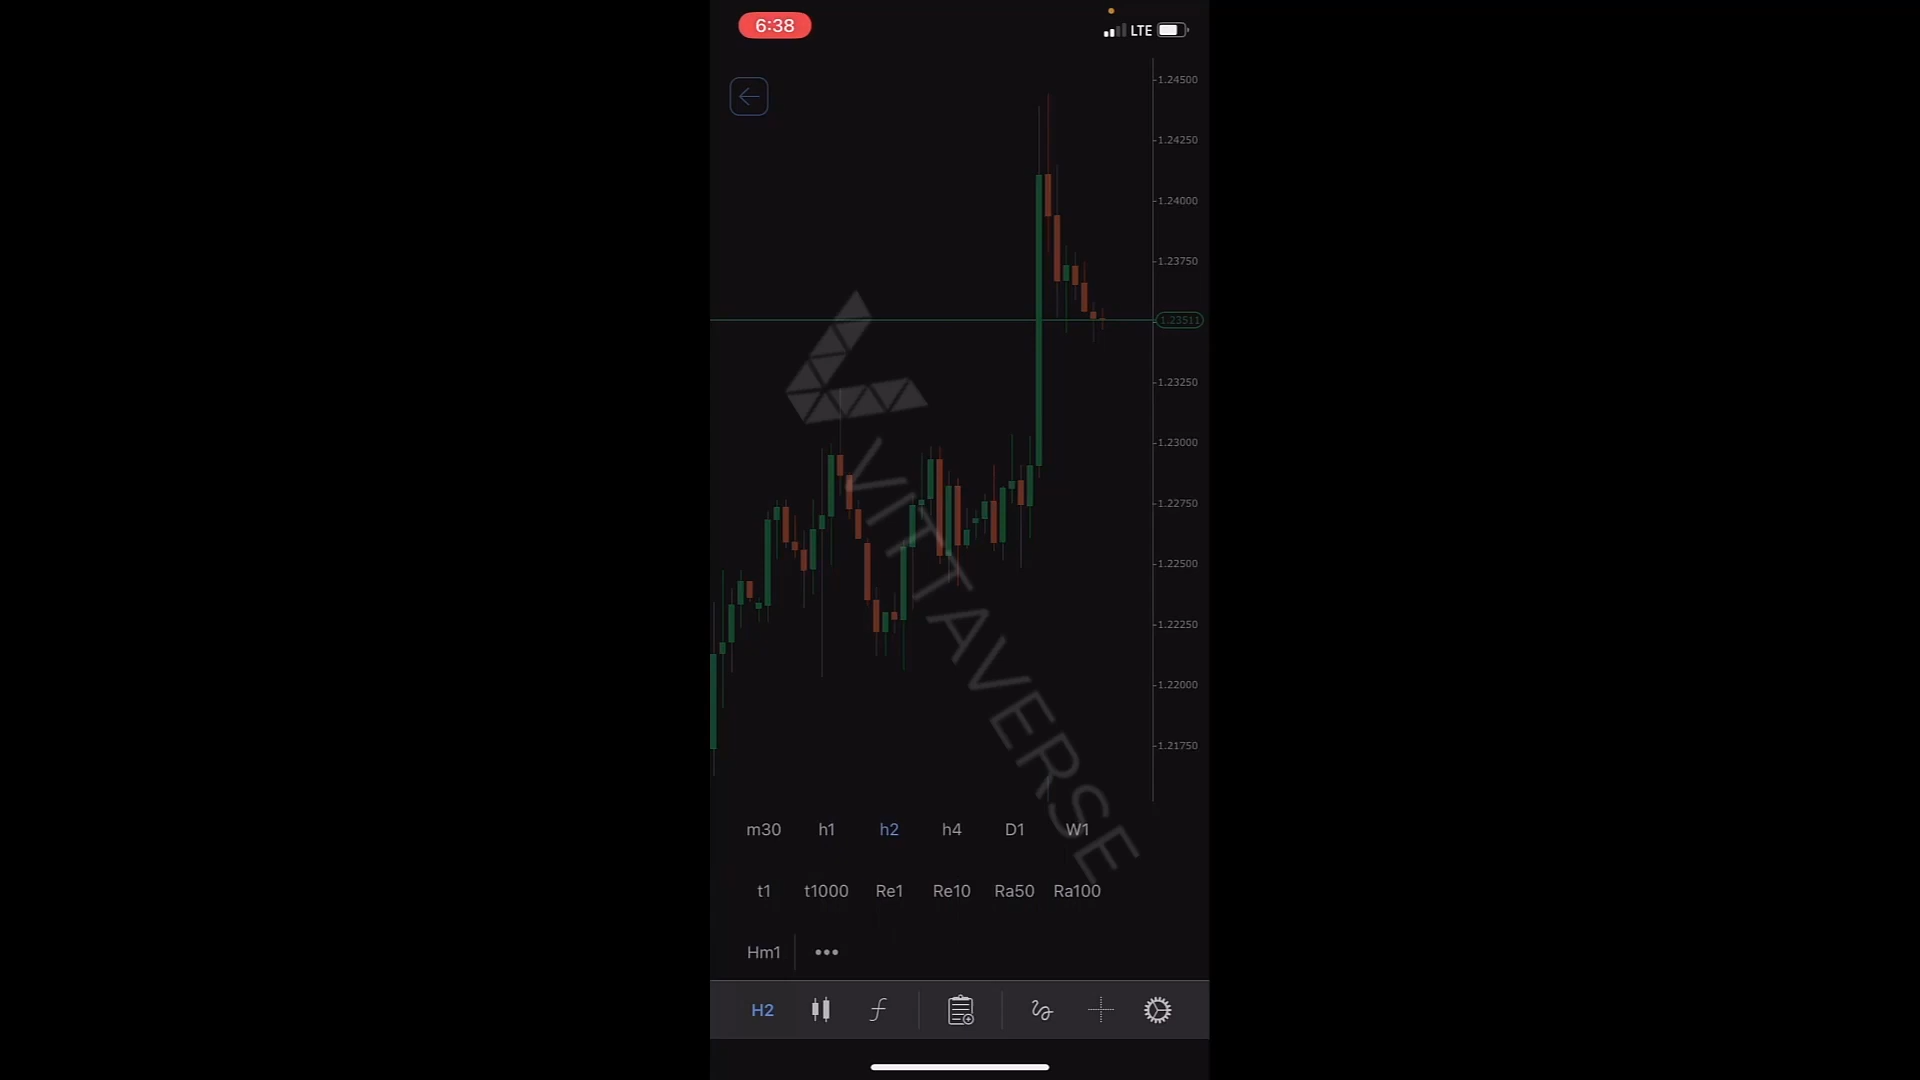 6:38
LTE
1.24500
1.24250
1.24000
1.23750
1.23511
1.23250
1.23000
1.22750
1.22500
1.22250
1.22000
1.21750
VITTAVERSE
m30 h1 h2 h4 D1 W1
t1 t1000 Re1 Re10 Ra50 Ra100
Hm1 •••
H2